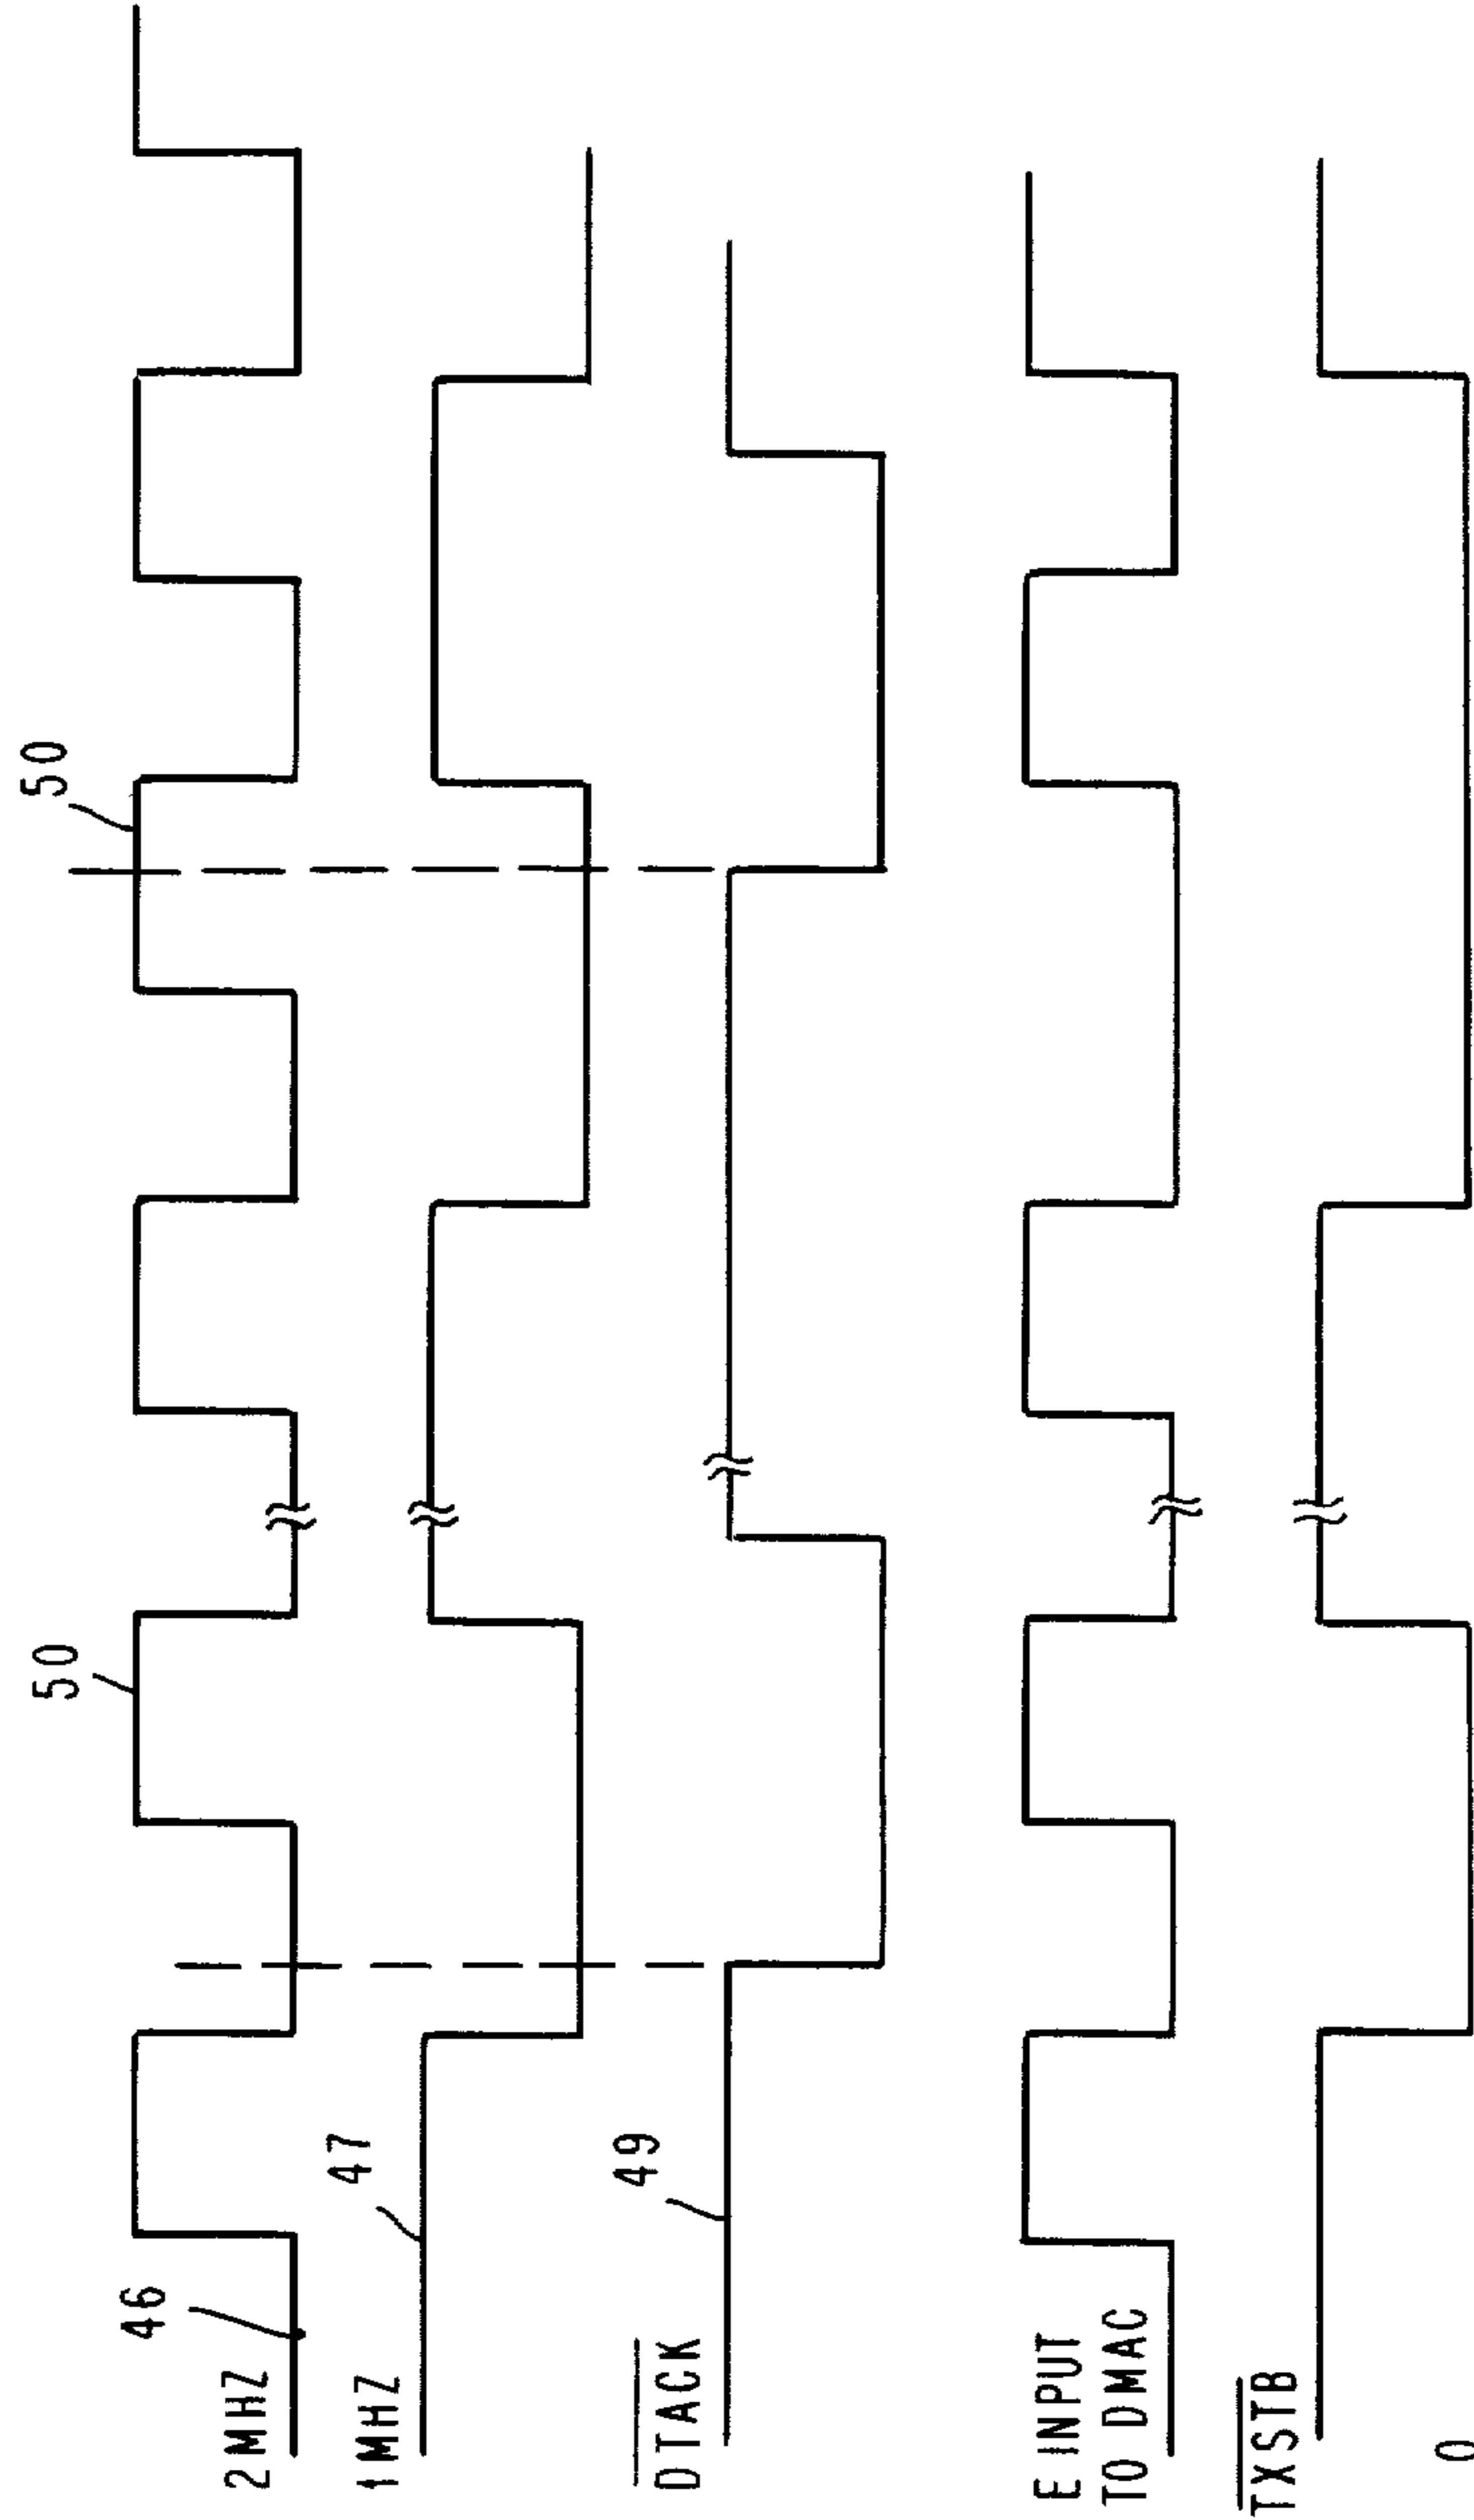 50
50
2MHZ
46
1MHZ
47
DTACK
49
E INPUT
TO DMAC
TXSTB
0